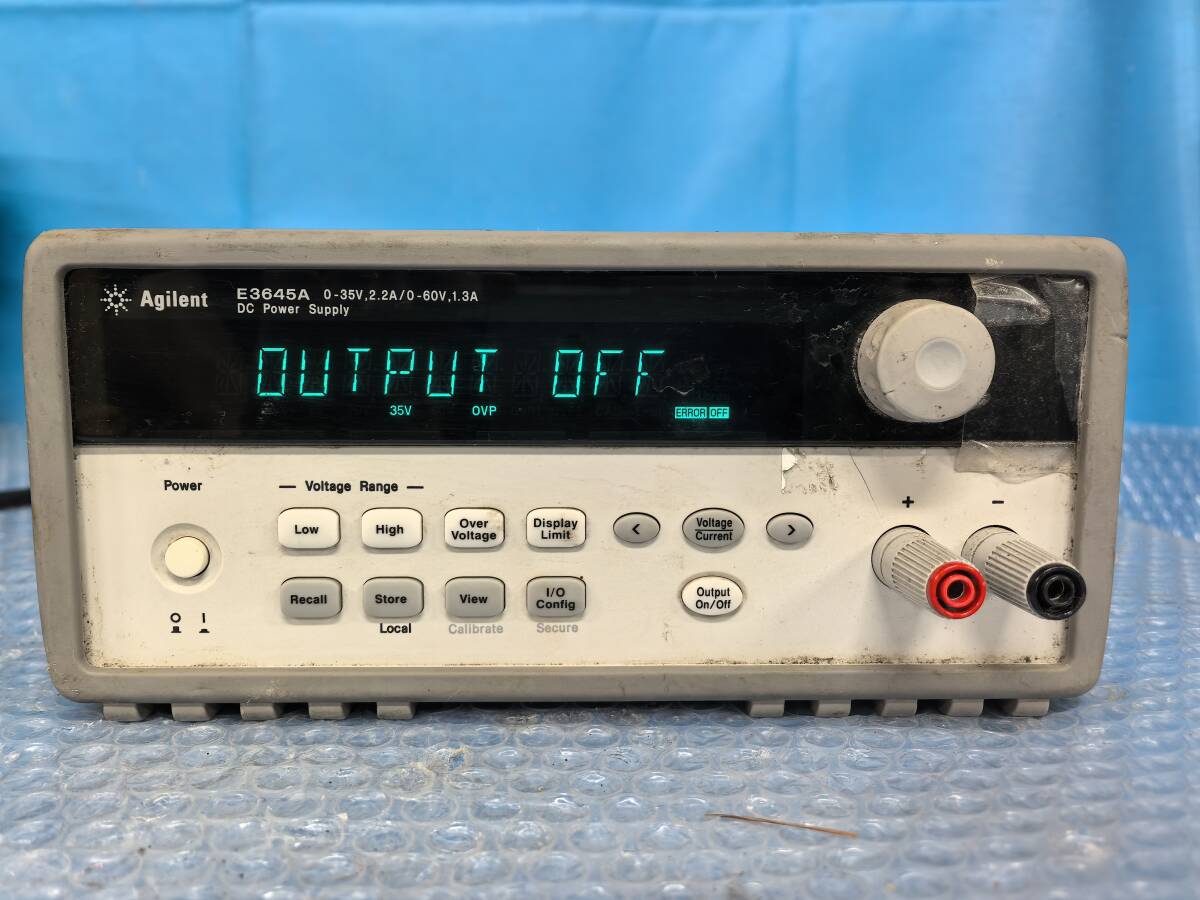 Agilent E3645A 0-35V,2.2A/0-60V,1.3A
DC Power Supply
OUTPUT OFF
35V OVP ERROR OFF
Power
Voltage Range
+ −
Low High Over Voltage Display Limit < Voltage Current >
Recall Store View I/O Config Output On/Off
O I
Local Calibrate Secure